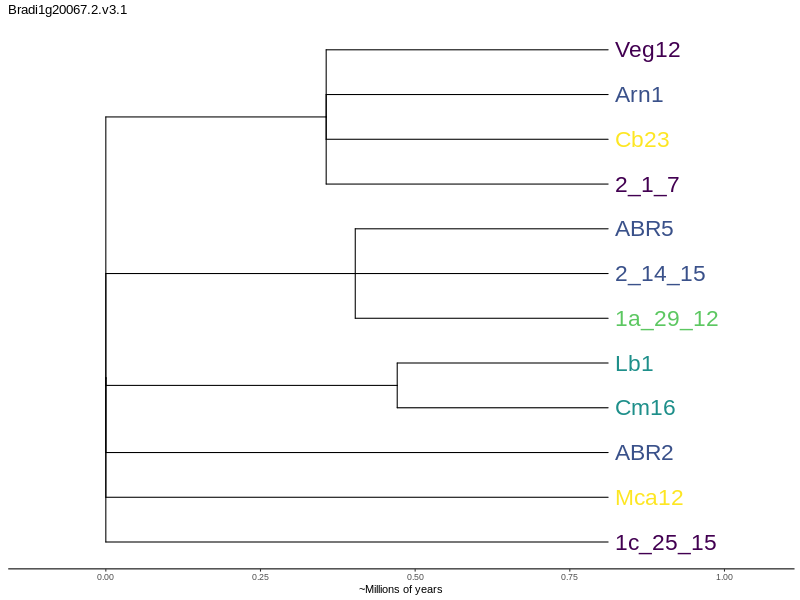 Bradi1g20067.2.v3.1
Veg12
Arn1
Cb23
2_1_7
ABR5
2_14_15
1a_29_12
Lb1
Cm16
ABR2
Mca12
1c_25_15
0.00 0.25 0.50 0.75 1.00
~Millions of years